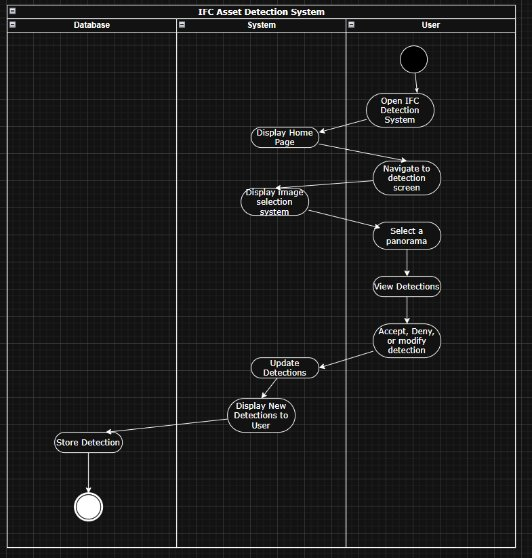 IFC Asset Detection System
Database
System
User
Open IFC
Detection
System
Display Home
Page
Navigate to
detection
screen
Display Image
selection
system
Select a
panorama
View Detections
Accept, Deny,
or modify
detection
Update
Detections
Display New
Detections to
User
Store Detection